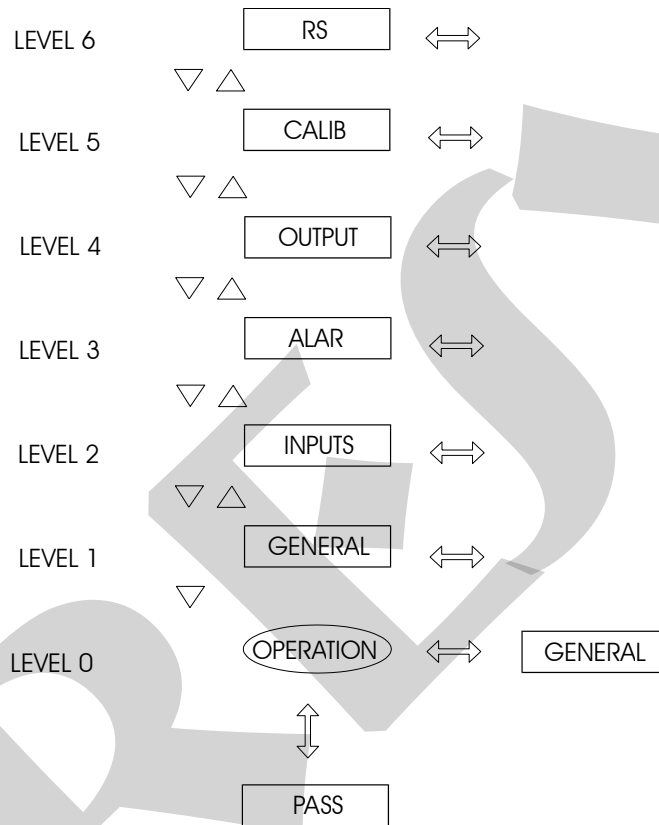 LEVEL 6 RS
LEVEL 5 CALIB
LEVEL 4 OUTPUT
LEVEL 3 ALAR
LEVEL 2 INPUTS
LEVEL 1 GENERAL
LEVEL 0 OPERATION GENERAL
PASS